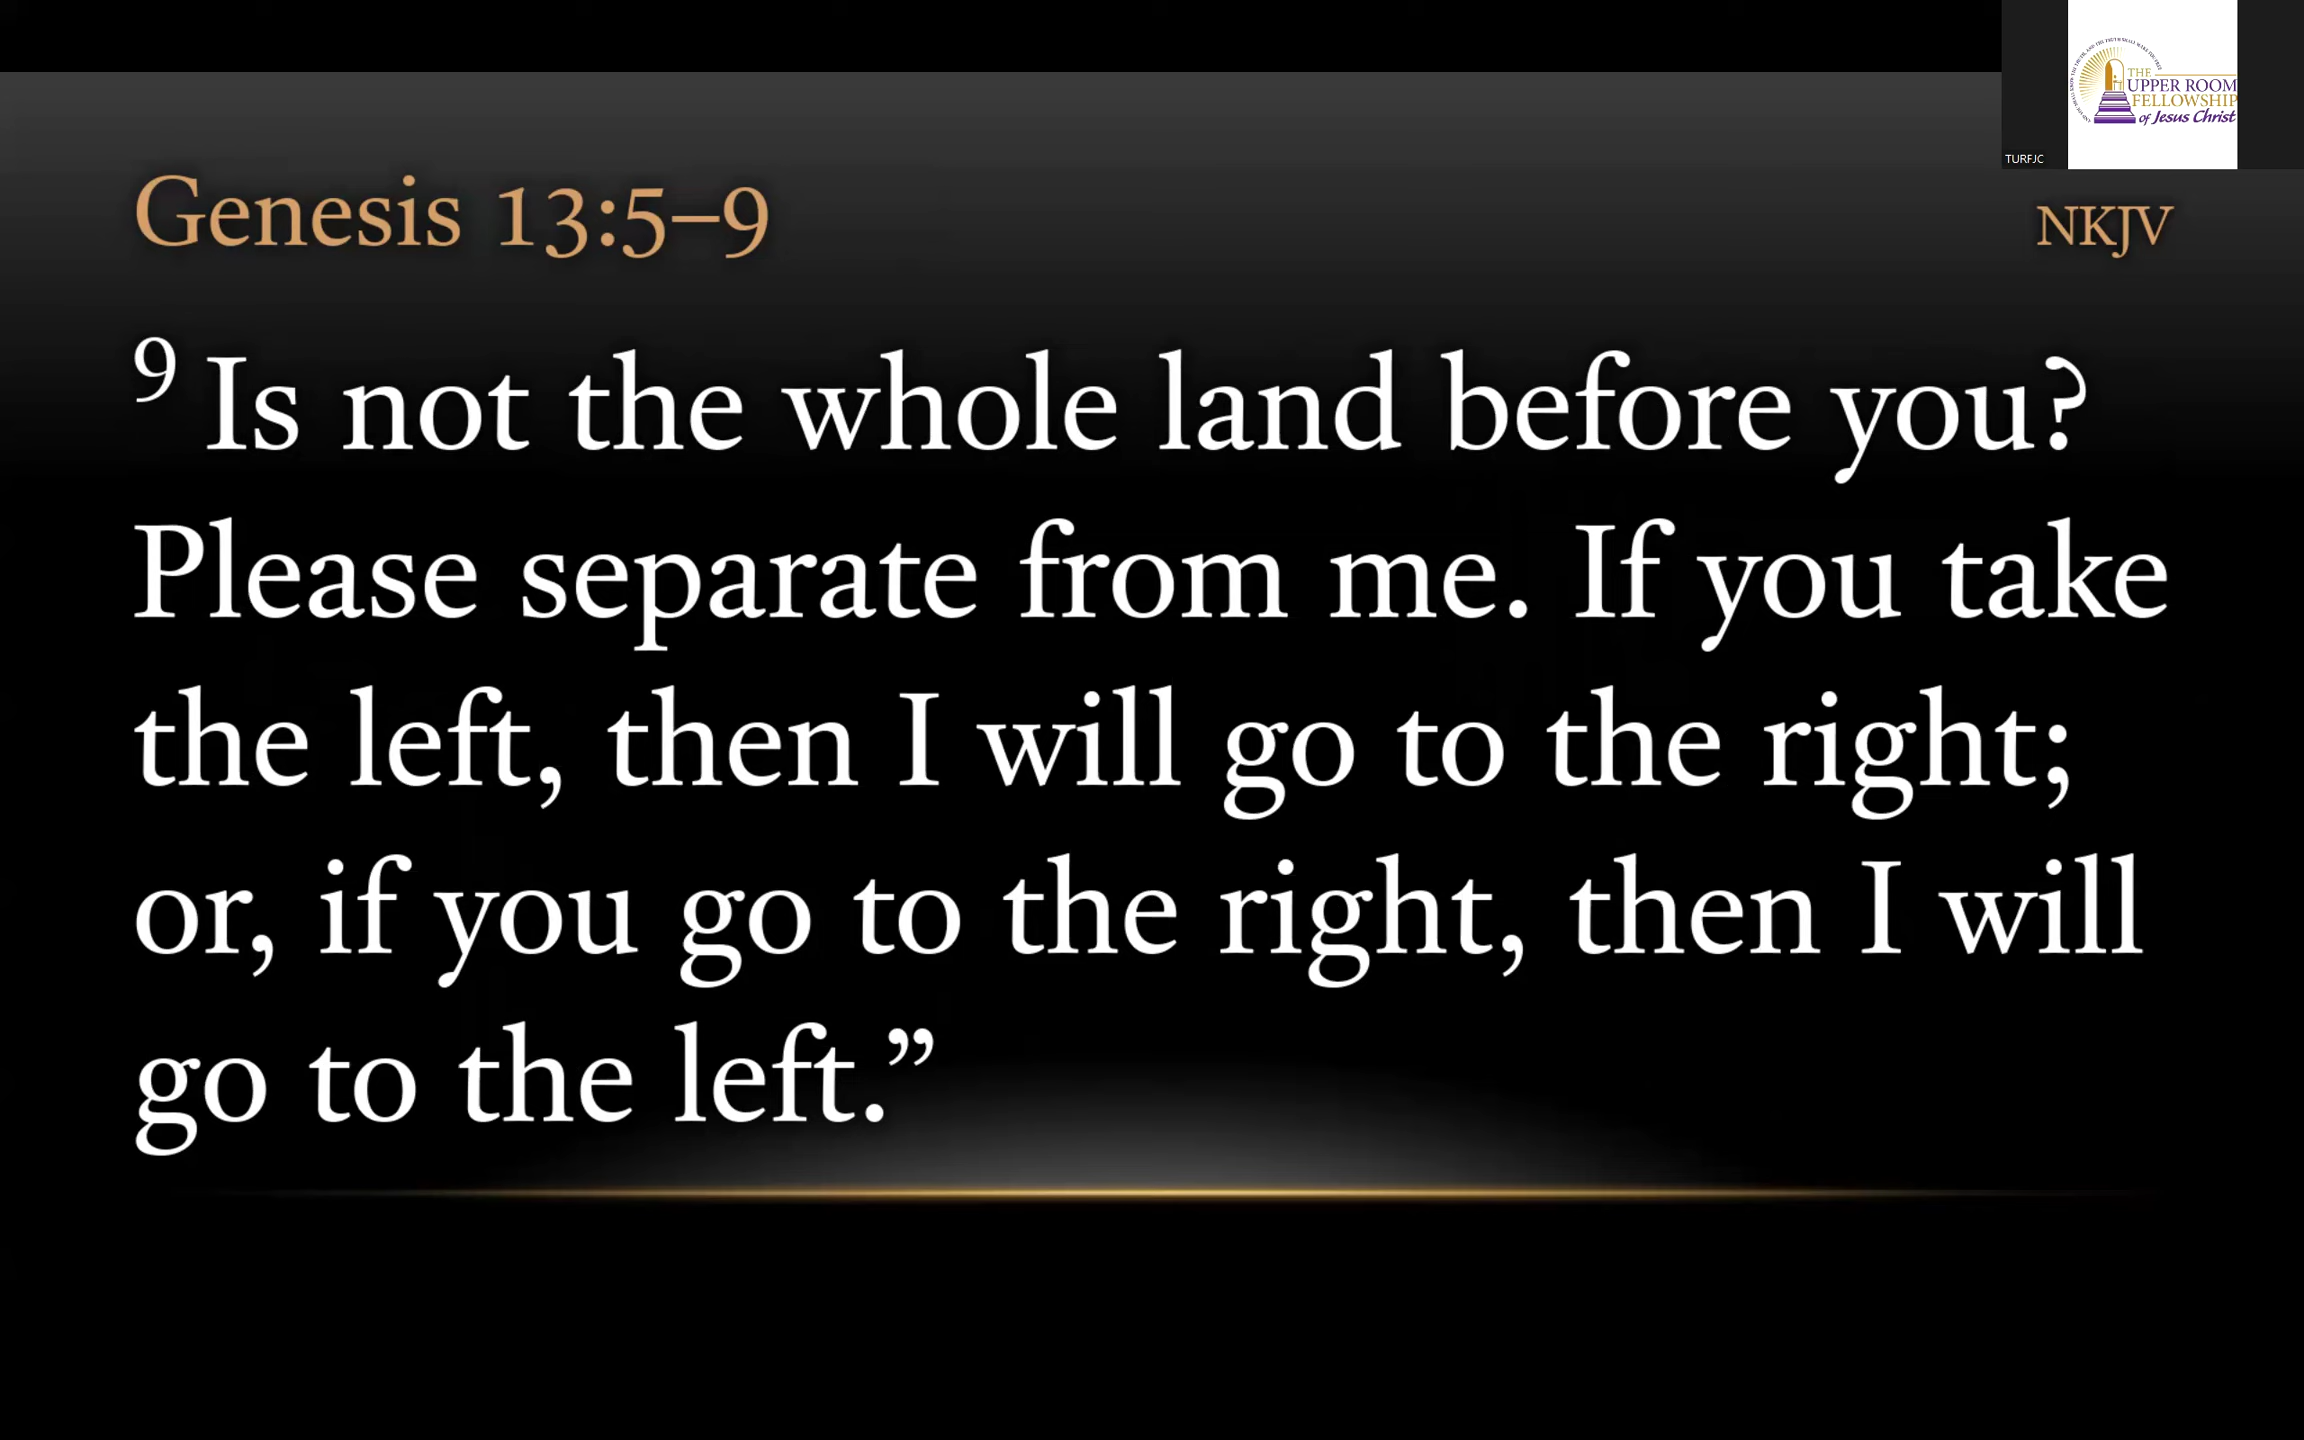 THE
UPPER ROOM
FELLOWSHIP
of Jesus Christ
TURFJC
Genesis 13:5–9
NKJV
9 Is not the whole land before you?
Please separate from me. If you take
the left, then I will go to the right;
or, if you go to the right, then I will
go to the left.”